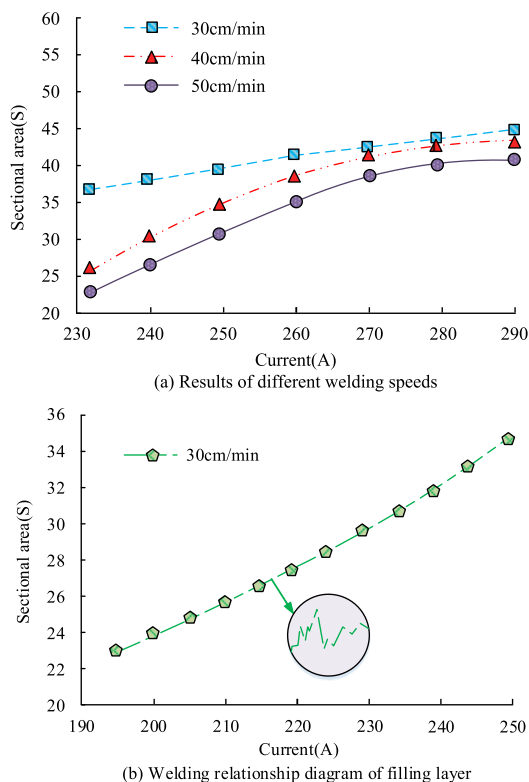 60
55
50
45
40
35
30
25
20
Sectional area(S)
30cm/min
40cm/min
50cm/min
230 240 250 260 270 280 290
Current(A)
(a) Results of different welding speeds
36
34
32
30
28
26
24
22
20
Sectional area(S)
30cm/min
190 200 210 220 230 240 250
Current(A)
(b) Welding relationship diagram of filling layer